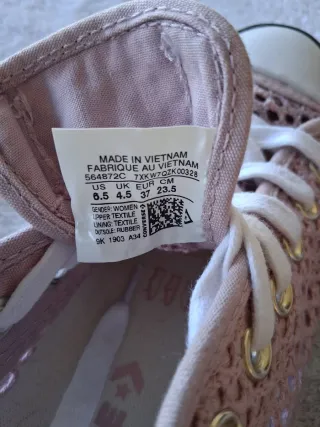 MADE IN VIETNAM
FABRIQUE AU VIETNAM
564872C 7XKW7QZK00328
US UK EUR CM
6.5 4.5 37 23.5
GENDER: WOMEN
UPPER:TEXTILE
LINING: TEXTILE
OUTSOLE: RUBBER
9K 1903 A34